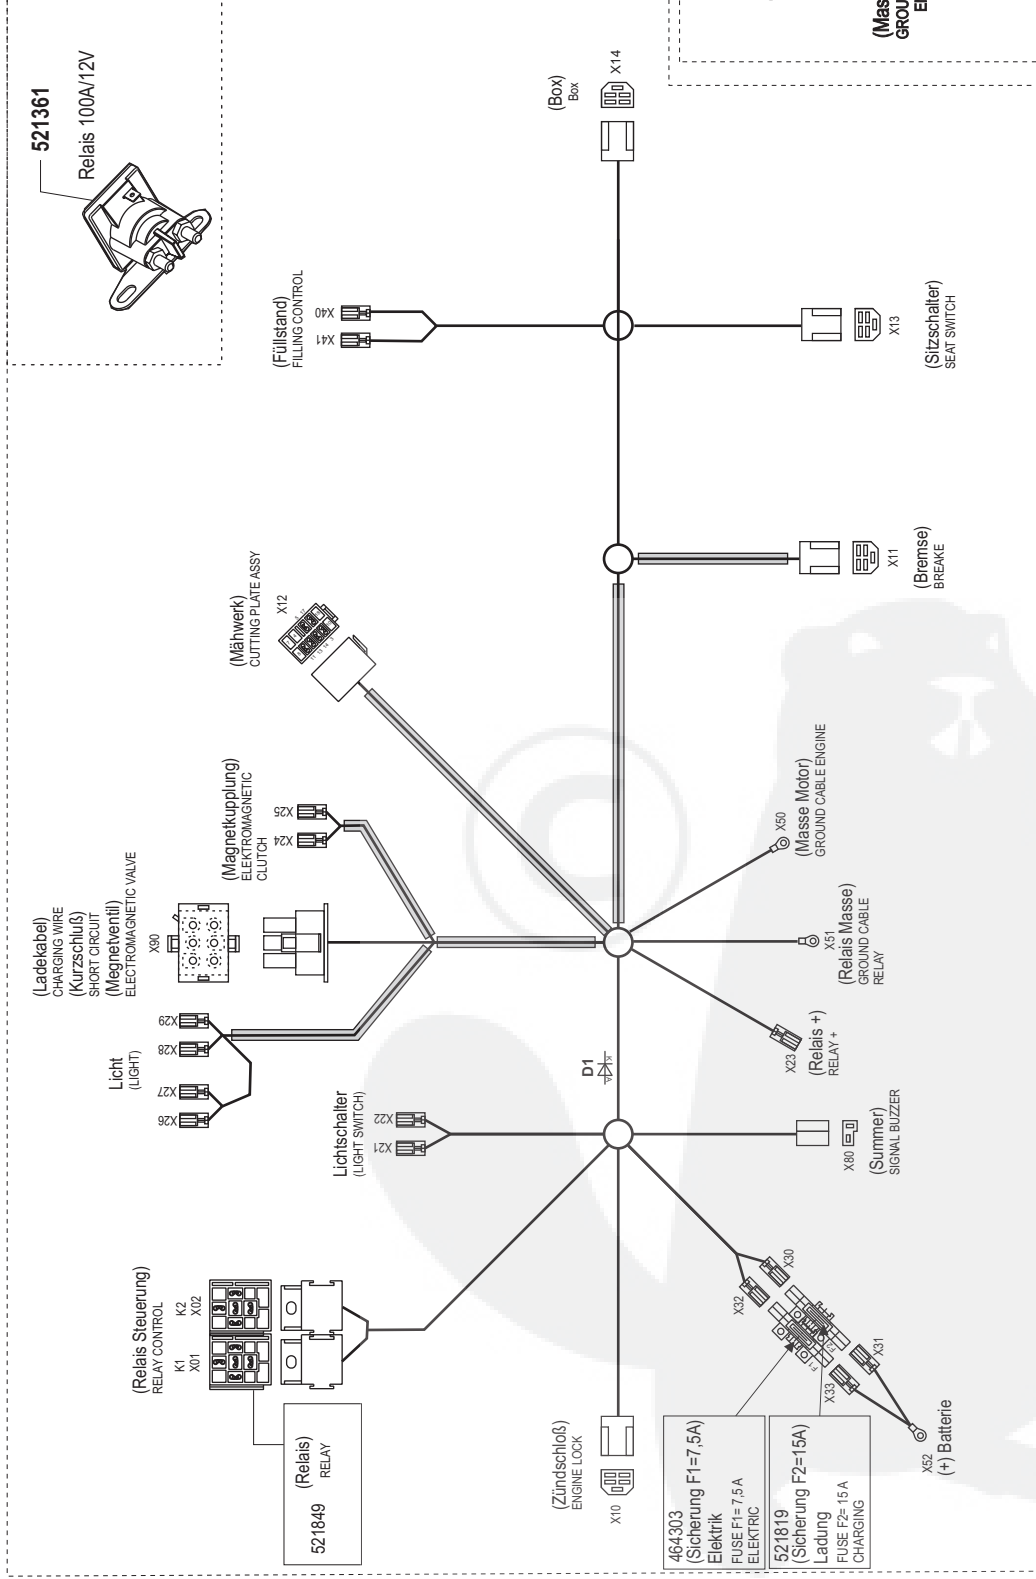 521361
Relais 100A/12V
(Mas
GROU
E
(Box)
Box
X14
(Füllstand)
FILLING CONTROL
X41
X40
(Sitzschalter)
SEAT SWITCH
X13
(Mähwerk)
CUTTING PLATE ASSY
X12
(Bremse)
BREAKE
X11
(Magnetkupplung)
ELEKTROMAGNETIC
CLUTCH
X24
X25
(Ladekabel)
CHARGING WIRE
(Kurzschluß)
SHORT CIRCUIT
(Megnetventil)
ELECTROMAGNETIC VALVE
X90
Licht
(LIGHT)
X26
X27
X28
X29
(Masse Motor)
GROUND CABLE ENGINE
X50
(Relais Masse)
GROUND CABLE
RELAY
X51
(Relais +)
RELAY +
X23
D1
K
A
Lichtschalter
(LIGHT SWITCH)
X21
X22
(Summer)
SIGNAL BUZZER
X80
(Relais Steuerung)
RELAY CONTROL
K1
K2
X01
X02
521849
(Relais)
RELAY
(Zündschloß)
ENGINE LOCK
X10
X32
X30
F1
F2
X33
X31
X52
(+) Batterie
464303
(Sicherung F1=7,5A)
Elektrik
FUSE F1= 7,5 A
ELECTRIC
521819
(Sicherung F2=15A)
Ladung
FUSE F2= 15 A
CHARGING